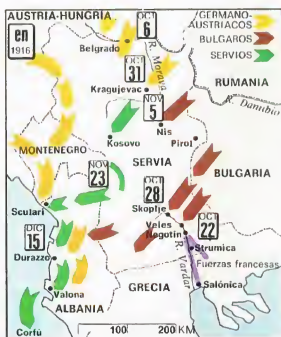 AUSTRIA-HUNGRIA
en
1916
OCT
6
GERMANO-
AUSTRIACOS
BULGAROS
SERVIOS
Belgrado
R. Morava
OCT
31
RUMANIA
Kragujevac
R. Danubio
NOV
5
Nis
Pirol
Kosovo
MONTENEGRO
SERVIA
NOV
23
BULGARIA
OCT
28
Scutari
Skoplje
OCT
22
DIC
15
Veles
Negotin
Strumica
Durazzo
R. Vardar
Fuerzas francesas
GRECIA
Salónica
Valona
ALBANIA
Corfú
100
200 KM